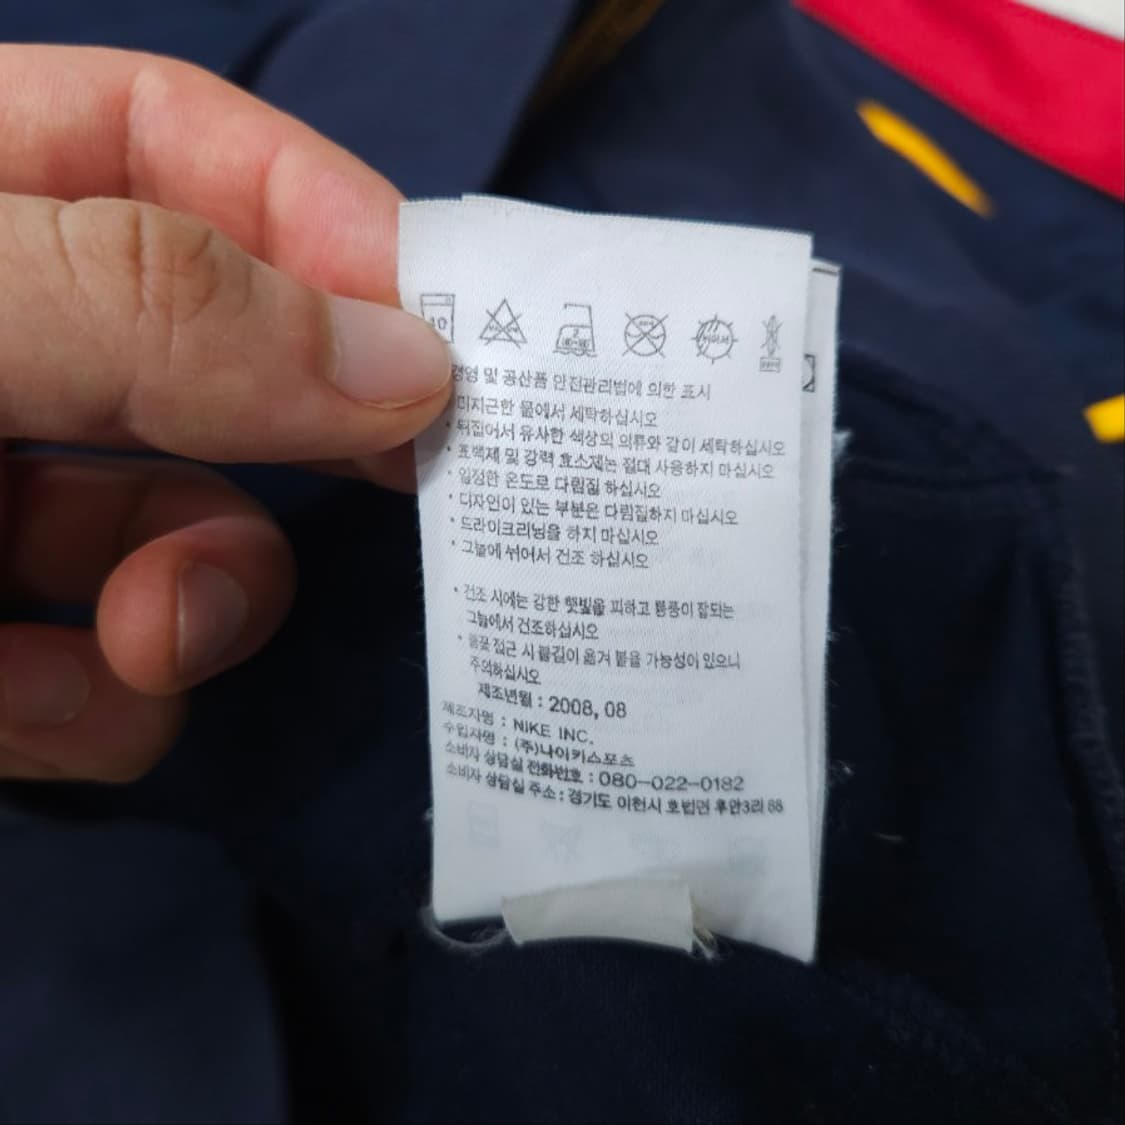 경영 및 공산품 안전관리법에 의한 표시
미지근한 물에서 세탁하십시오
· 뒤집어서 유사한 색상의 의류와 같이 세탁하십시오
· 표백제 및 강력 효소제는 절대 사용하지 마십시오
· 일정한 온도로 다림질 하십시오
· 디자인이 있는 부분은 다림질하지 마십시오
· 드라이크리닝을 하지 마십시오
· 그늘에 뉘어서 건조 하십시오
· 건조 시에는 강한 햇빛을 피하고 통풍이 잘되는
그늘에서 건조하십시오
· 불꽃 접근 시 불길이 옮겨 붙을 가능성이 있으니
주의하십시오
제조년월 : 2008, 08
제조자명 : NIKE INC.
수입자명 : (주)나이키스포츠
소비자 상담실 전화번호 : 080-022-0182
소비자 상담실 주소 : 경기도 이천시 호법면 후안3리 68